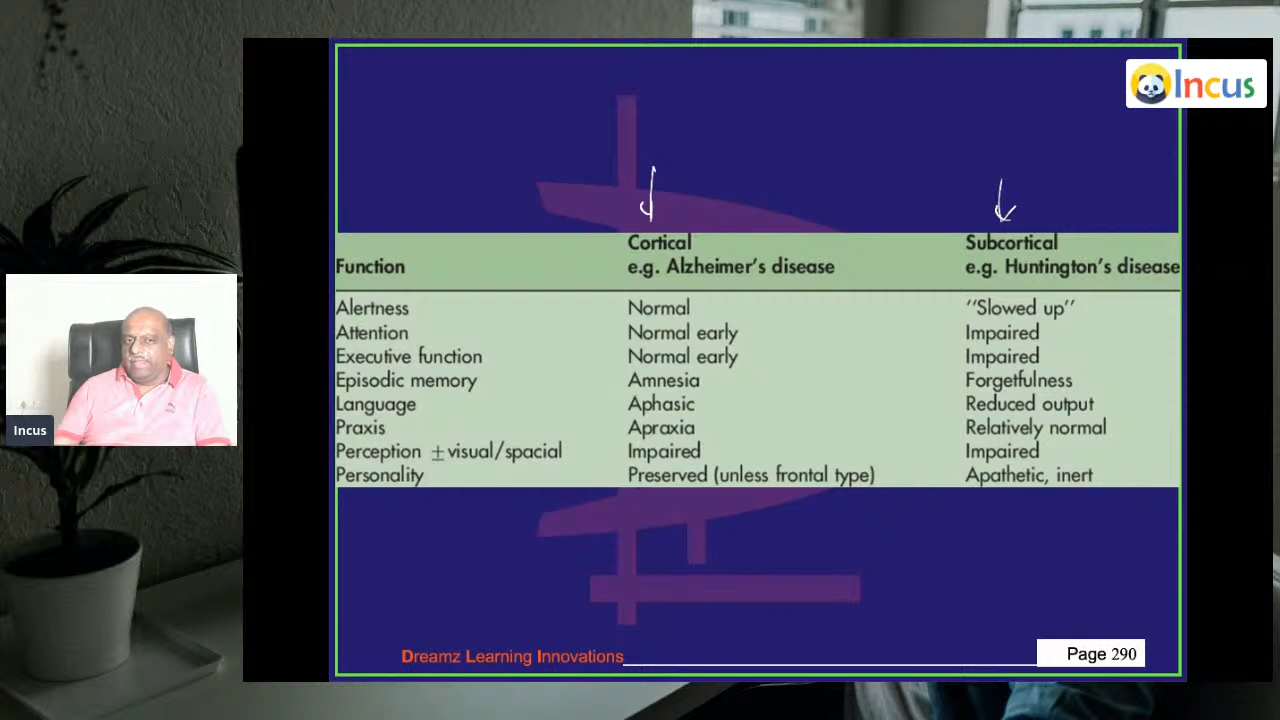 Incus
Cortical Subcortical
Function e.g. Alzheimer's disease e.g. Huntington's disease
Alertness Normal ''Slowed up''
Attention Normal early Impaired
Executive function Normal early Impaired
Episodic memory Amnesia Forgetfulness
Language Aphasic Reduced output
Praxis Apraxia Relatively normal
Perception ±visual/spacial Impaired Impaired
Personality Preserved (unless frontal type) Apathetic, inert
Incus
Dreamz Learning Innovations
Page 290